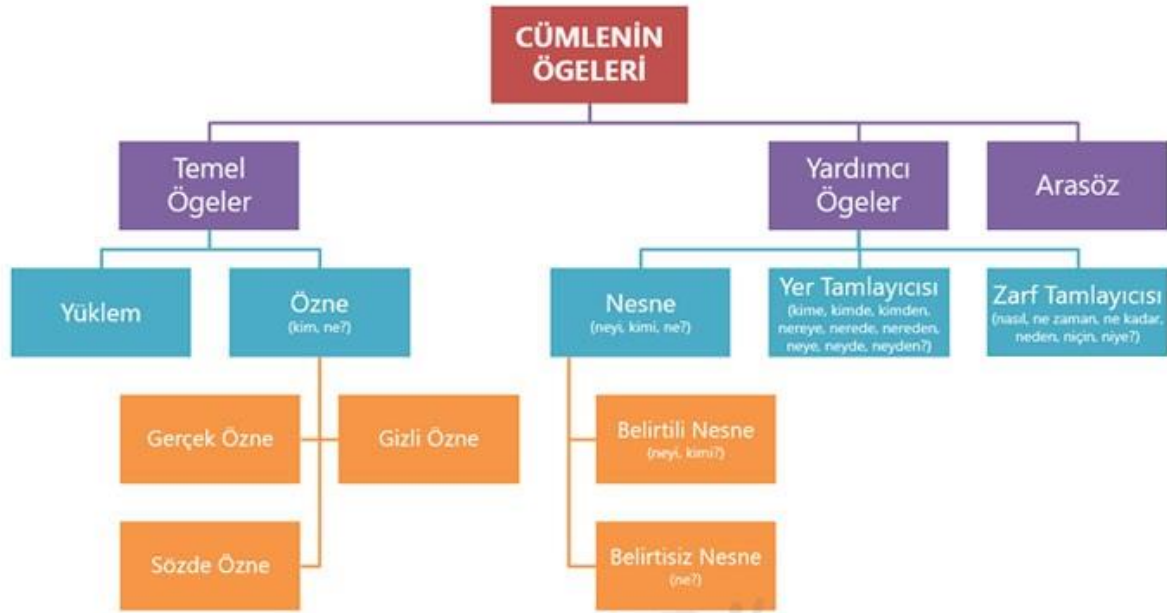 CÜMLENİN
ÖGELERİ
Temel
Ögeler
Yardımcı
Ögeler
Arasöz
Yüklem
Özne
(kim, ne?)
Nesne
(neyi, kimi, ne?)
Yer Tamlayıcısı
(kime, kimde, kimden,
nereye, nerede, nereden,
neye, neyde, neyden?)
Zarf Tamlayıcısı
(nasıl, ne zaman, ne kadar,
neden, niçin, niye?)
Gerçek Özne
Gizli Özne
Belirtili Nesne
(neyi, kimi?)
Sözde Özne
Belirtisiz Nesne
(ne?)